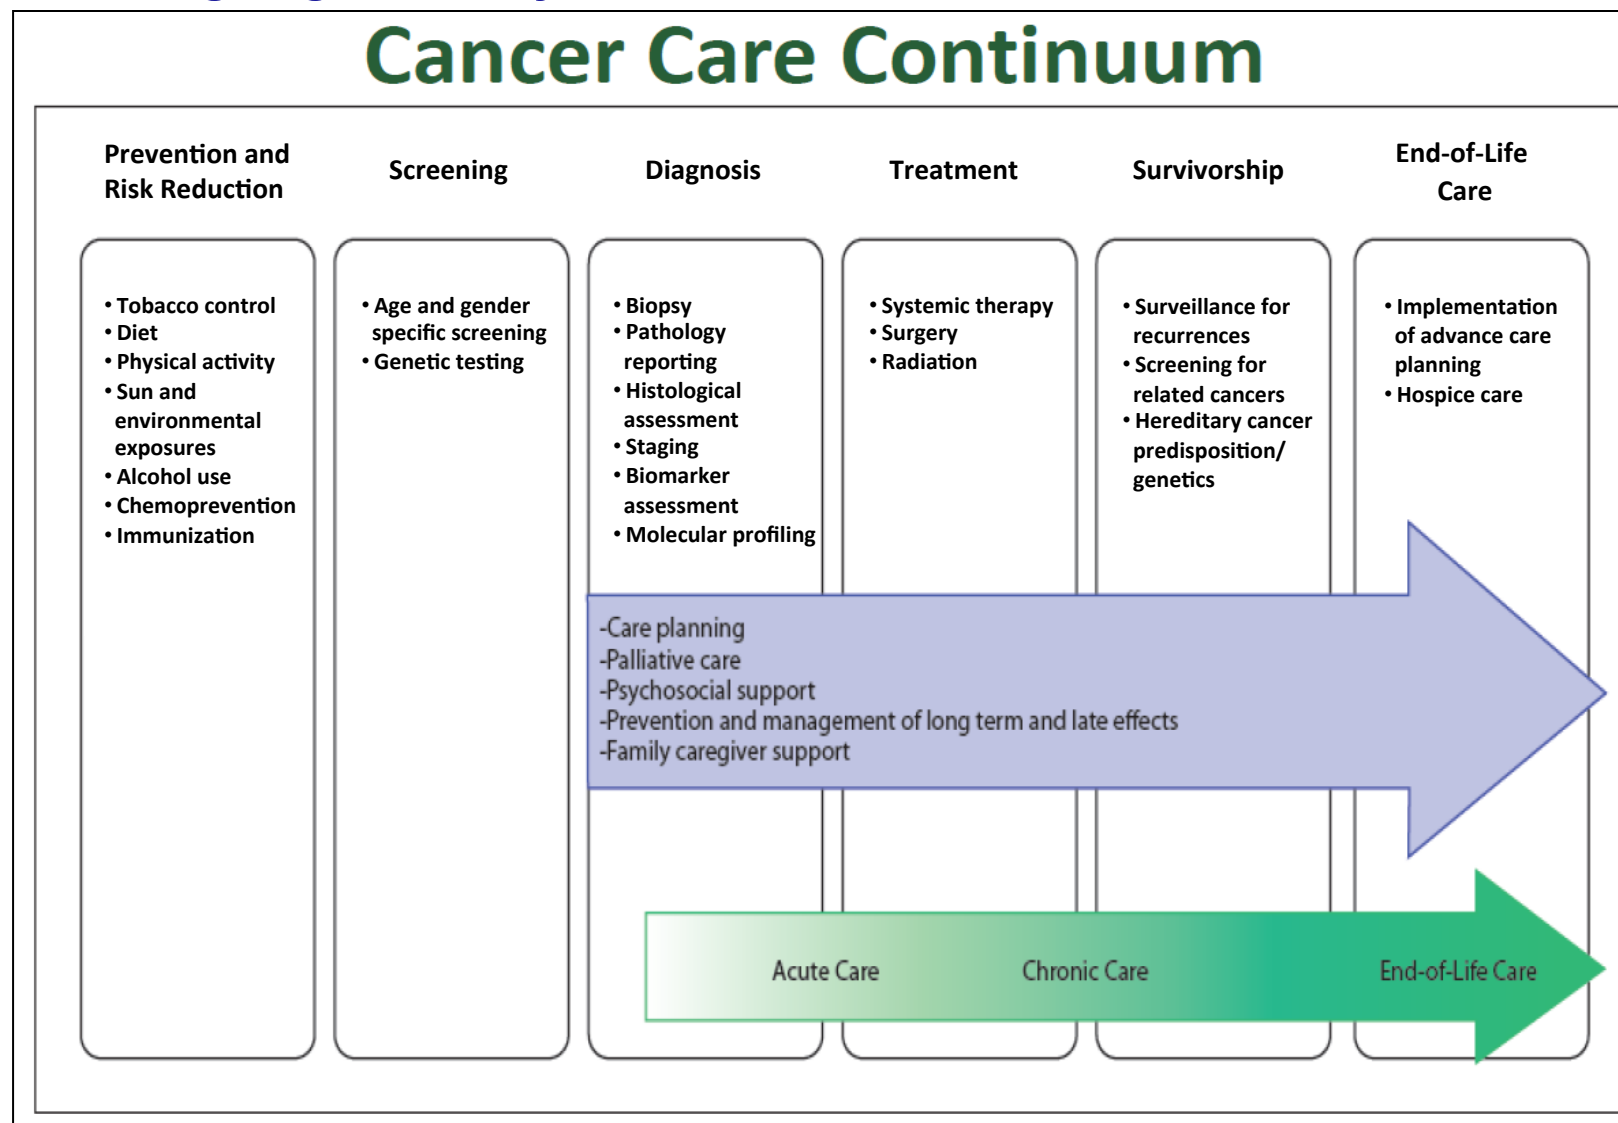 Cancer Care Continuum
Prevention and
Risk Reduction
Screening
Diagnosis
Treatment
Survivorship
End-of-Life
Care
• Tobacco control
• Diet
• Physical activity
• Sun and
environmental
exposures
• Alcohol use
• Chemoprevention
• Immunization
• Age and gender
specific screening
• Genetic testing
• Biopsy
• Pathology
reporting
• Histological
assessment
• Staging
• Biomarker
assessment
• Molecular profiling
• Systemic therapy
• Surgery
• Radiation
• Surveillance for
recurrences
• Screening for
related cancers
• Hereditary cancer
predisposition/
genetics
• Implementation
of advance care
planning
• Hospice care
-Care planning
-Palliative care
-Psychosocial support
-Prevention and management of long term and late effects
-Family caregiver support
Acute Care
Chronic Care
End-of-Life Care